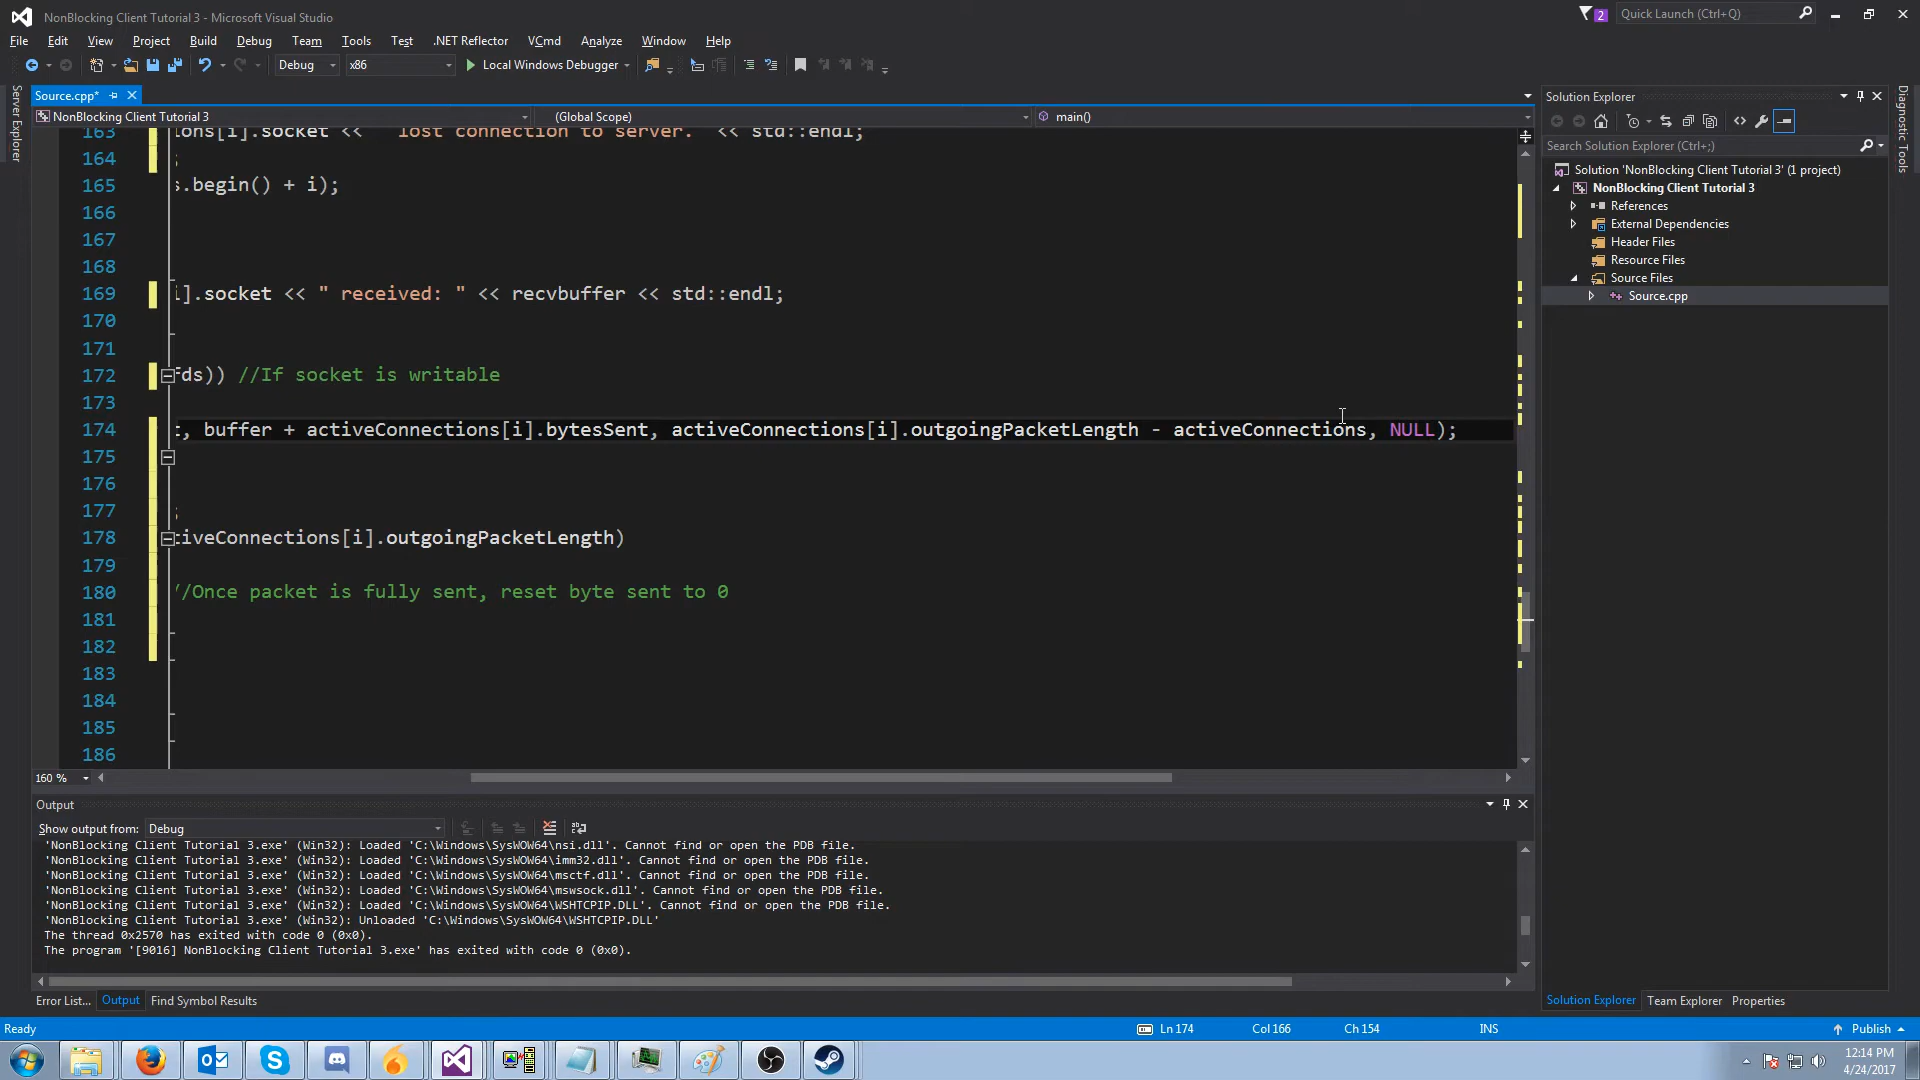 NonBlocking Client Tutorial 3 - Microsoft Visual Studio
2
Quick Launch (Ctrl+Q)
File Edit View Project Build Debug Team Tools Test .NET Reflector VCmd Analyze Window Help
Debug x86 Local Windows Debugger
Server Explorer
Source.cpp*
NonBlocking Client Tutorial 3 (Global Scope) main()
163 ions[i].socket << " lost connection to server. " << std::endl;
164 ;
165 s.begin() + i);
166
167
168
169 i].socket << " received: " << recvbuffer << std::endl;
170
171
172 fds)) //If socket is writable
173
174 t, buffer + activeConnections[i].bytesSent, activeConnections[i].outgoingPacketLength - activeConnections, NULL);
175
176
177 ;
178 tiveConnections[i].outgoingPacketLength)
179
180 //Once packet is fully sent, reset byte sent to 0
181
182
183
184
185
186
160 %
Output
Show output from: Debug
'NonBlocking Client Tutorial 3.exe' (Win32): Loaded 'C:\Windows\SysWOW64\nsi.dll'. Cannot find or open the PDB file.
'NonBlocking Client Tutorial 3.exe' (Win32): Loaded 'C:\Windows\SysWOW64\imm32.dll'. Cannot find or open the PDB file.
'NonBlocking Client Tutorial 3.exe' (Win32): Loaded 'C:\Windows\SysWOW64\msctf.dll'. Cannot find or open the PDB file.
'NonBlocking Client Tutorial 3.exe' (Win32): Loaded 'C:\Windows\SysWOW64\mswsock.dll'. Cannot find or open the PDB file.
'NonBlocking Client Tutorial 3.exe' (Win32): Loaded 'C:\Windows\SysWOW64\WSHTCPIP.DLL'. Cannot find or open the PDB file.
'NonBlocking Client Tutorial 3.exe' (Win32): Unloaded 'C:\Windows\SysWOW64\WSHTCPIP.DLL'
The thread 0x2570 has exited with code 0 (0x0).
The program '[9016] NonBlocking Client Tutorial 3.exe' has exited with code 0 (0x0).
Error List... Output Find Symbol Results
Solution Explorer
Search Solution Explorer (Ctrl+;)
Solution 'NonBlocking Client Tutorial 3' (1 project)
NonBlocking Client Tutorial 3
References
External Dependencies
Header Files
Resource Files
Source Files
Source.cpp
Solution Explorer Team Explorer Properties
Diagnostic Tools
Ready Ln 174 Col 166 Ch 154 INS Publish
12:14 PM
4/24/2017